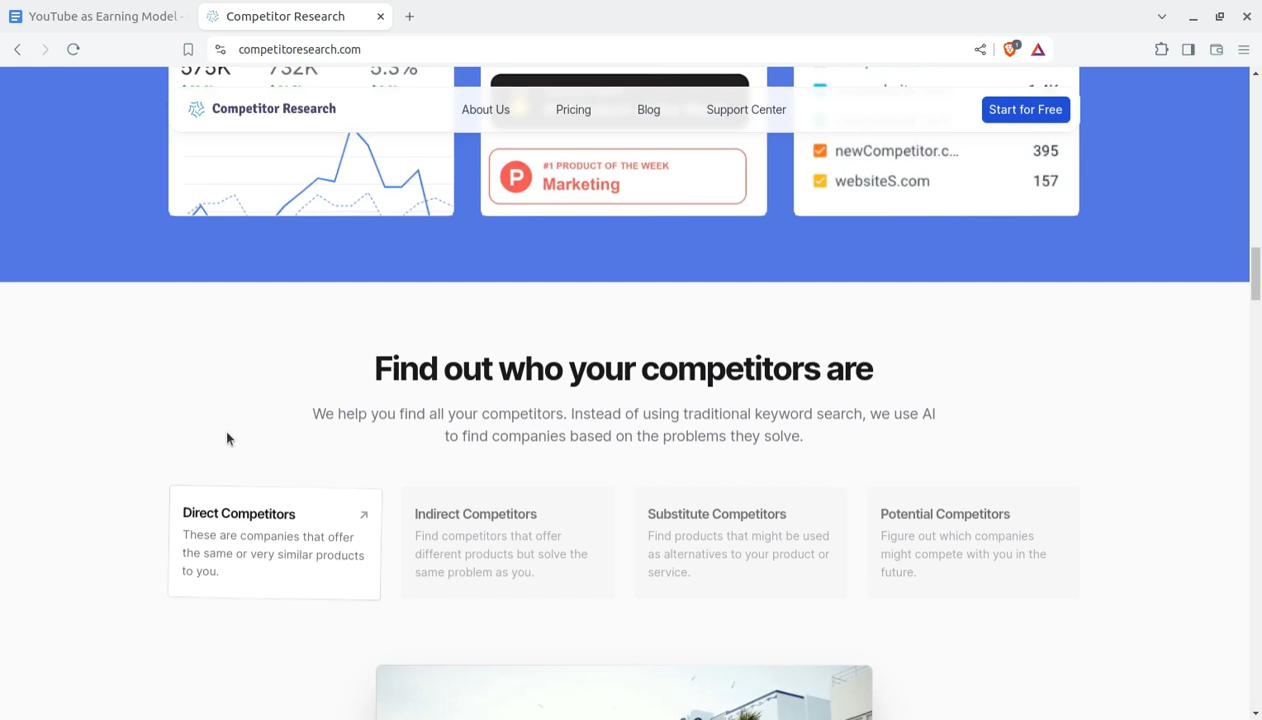 YouTube as Earning Model -
Competitor Research
competitoresearch.com
575K 732K 5.3%
Competitor Research
About Us
Pricing
Blog
Support Center
Start for Free
#1 PRODUCT OF THE WEEK
Marketing
newCompetitor.c... 395
websiteS.com 157
Find out who your competitors are
We help you find all your competitors. Instead of using traditional keyword search, we use AI
to find companies based on the problems they solve.
Direct Competitors
These are companies that offer
the same or very similar products
to you.
Indirect Competitors
Find competitors that offer
different products but solve the
same problem as you.
Substitute Competitors
Find products that might be used
as alternatives to your product or
service.
Potential Competitors
Figure out which companies
might compete with you in the
future.